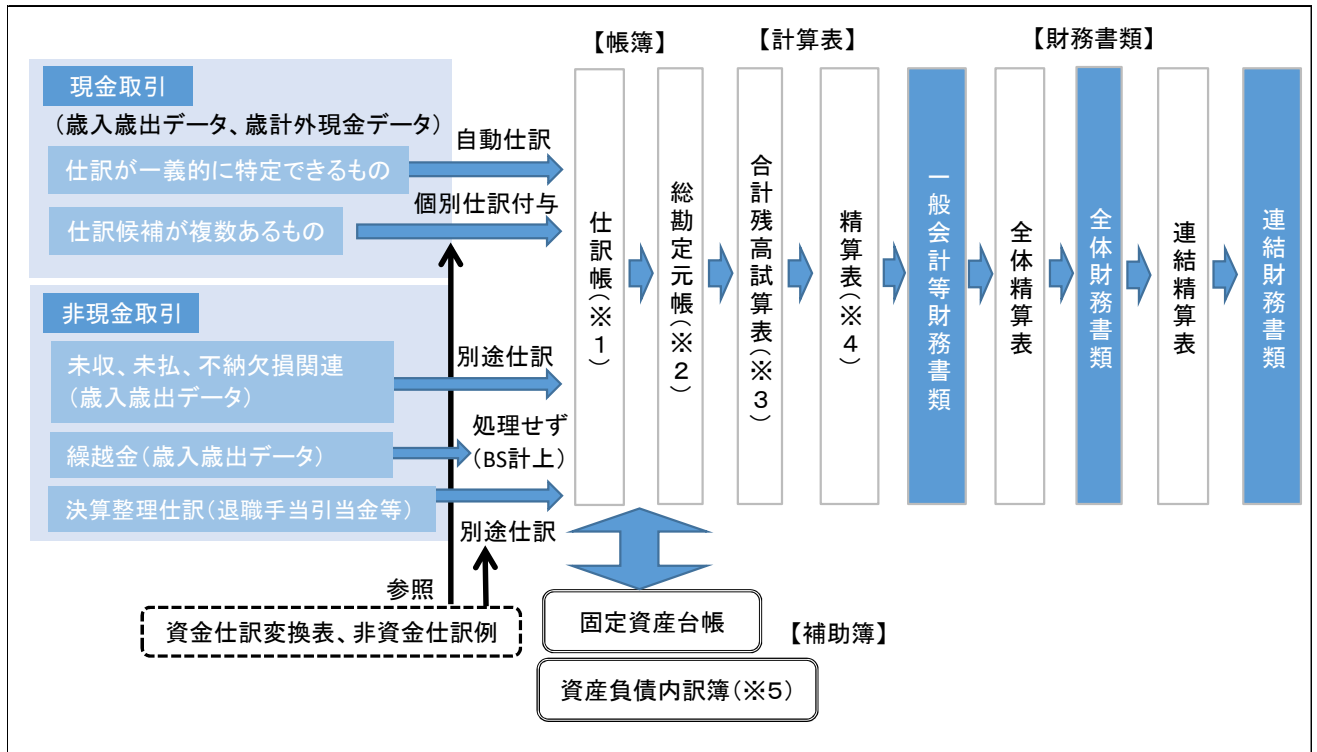 【帳簿】
【計算表】
【財務書類】
現金取引
(歳入歳出データ、歳計外現金データ)
仕訳が一義的に特定できるもの
自動仕訳
仕訳候補が複数あるもの
個別仕訳付与
非現金取引
未収、未払、不納欠損関連
(歳入歳出データ)
別途仕訳
繰越金(歳入歳出データ)
処理せず
(BS計上)
決算整理仕訳(退職手当引当金等)
別途仕訳
参照
資金仕訳変換表、非資金仕訳例
仕訳帳(※1)
総勘定元帳(※2)
合計残高試算表(※3)
精算表(※4)
一般会計等財務書類
全体精算表
全体財務書類
連結精算表
連結財務書類
固定資産台帳
【補助簿】
資産負債内訳簿(※5)